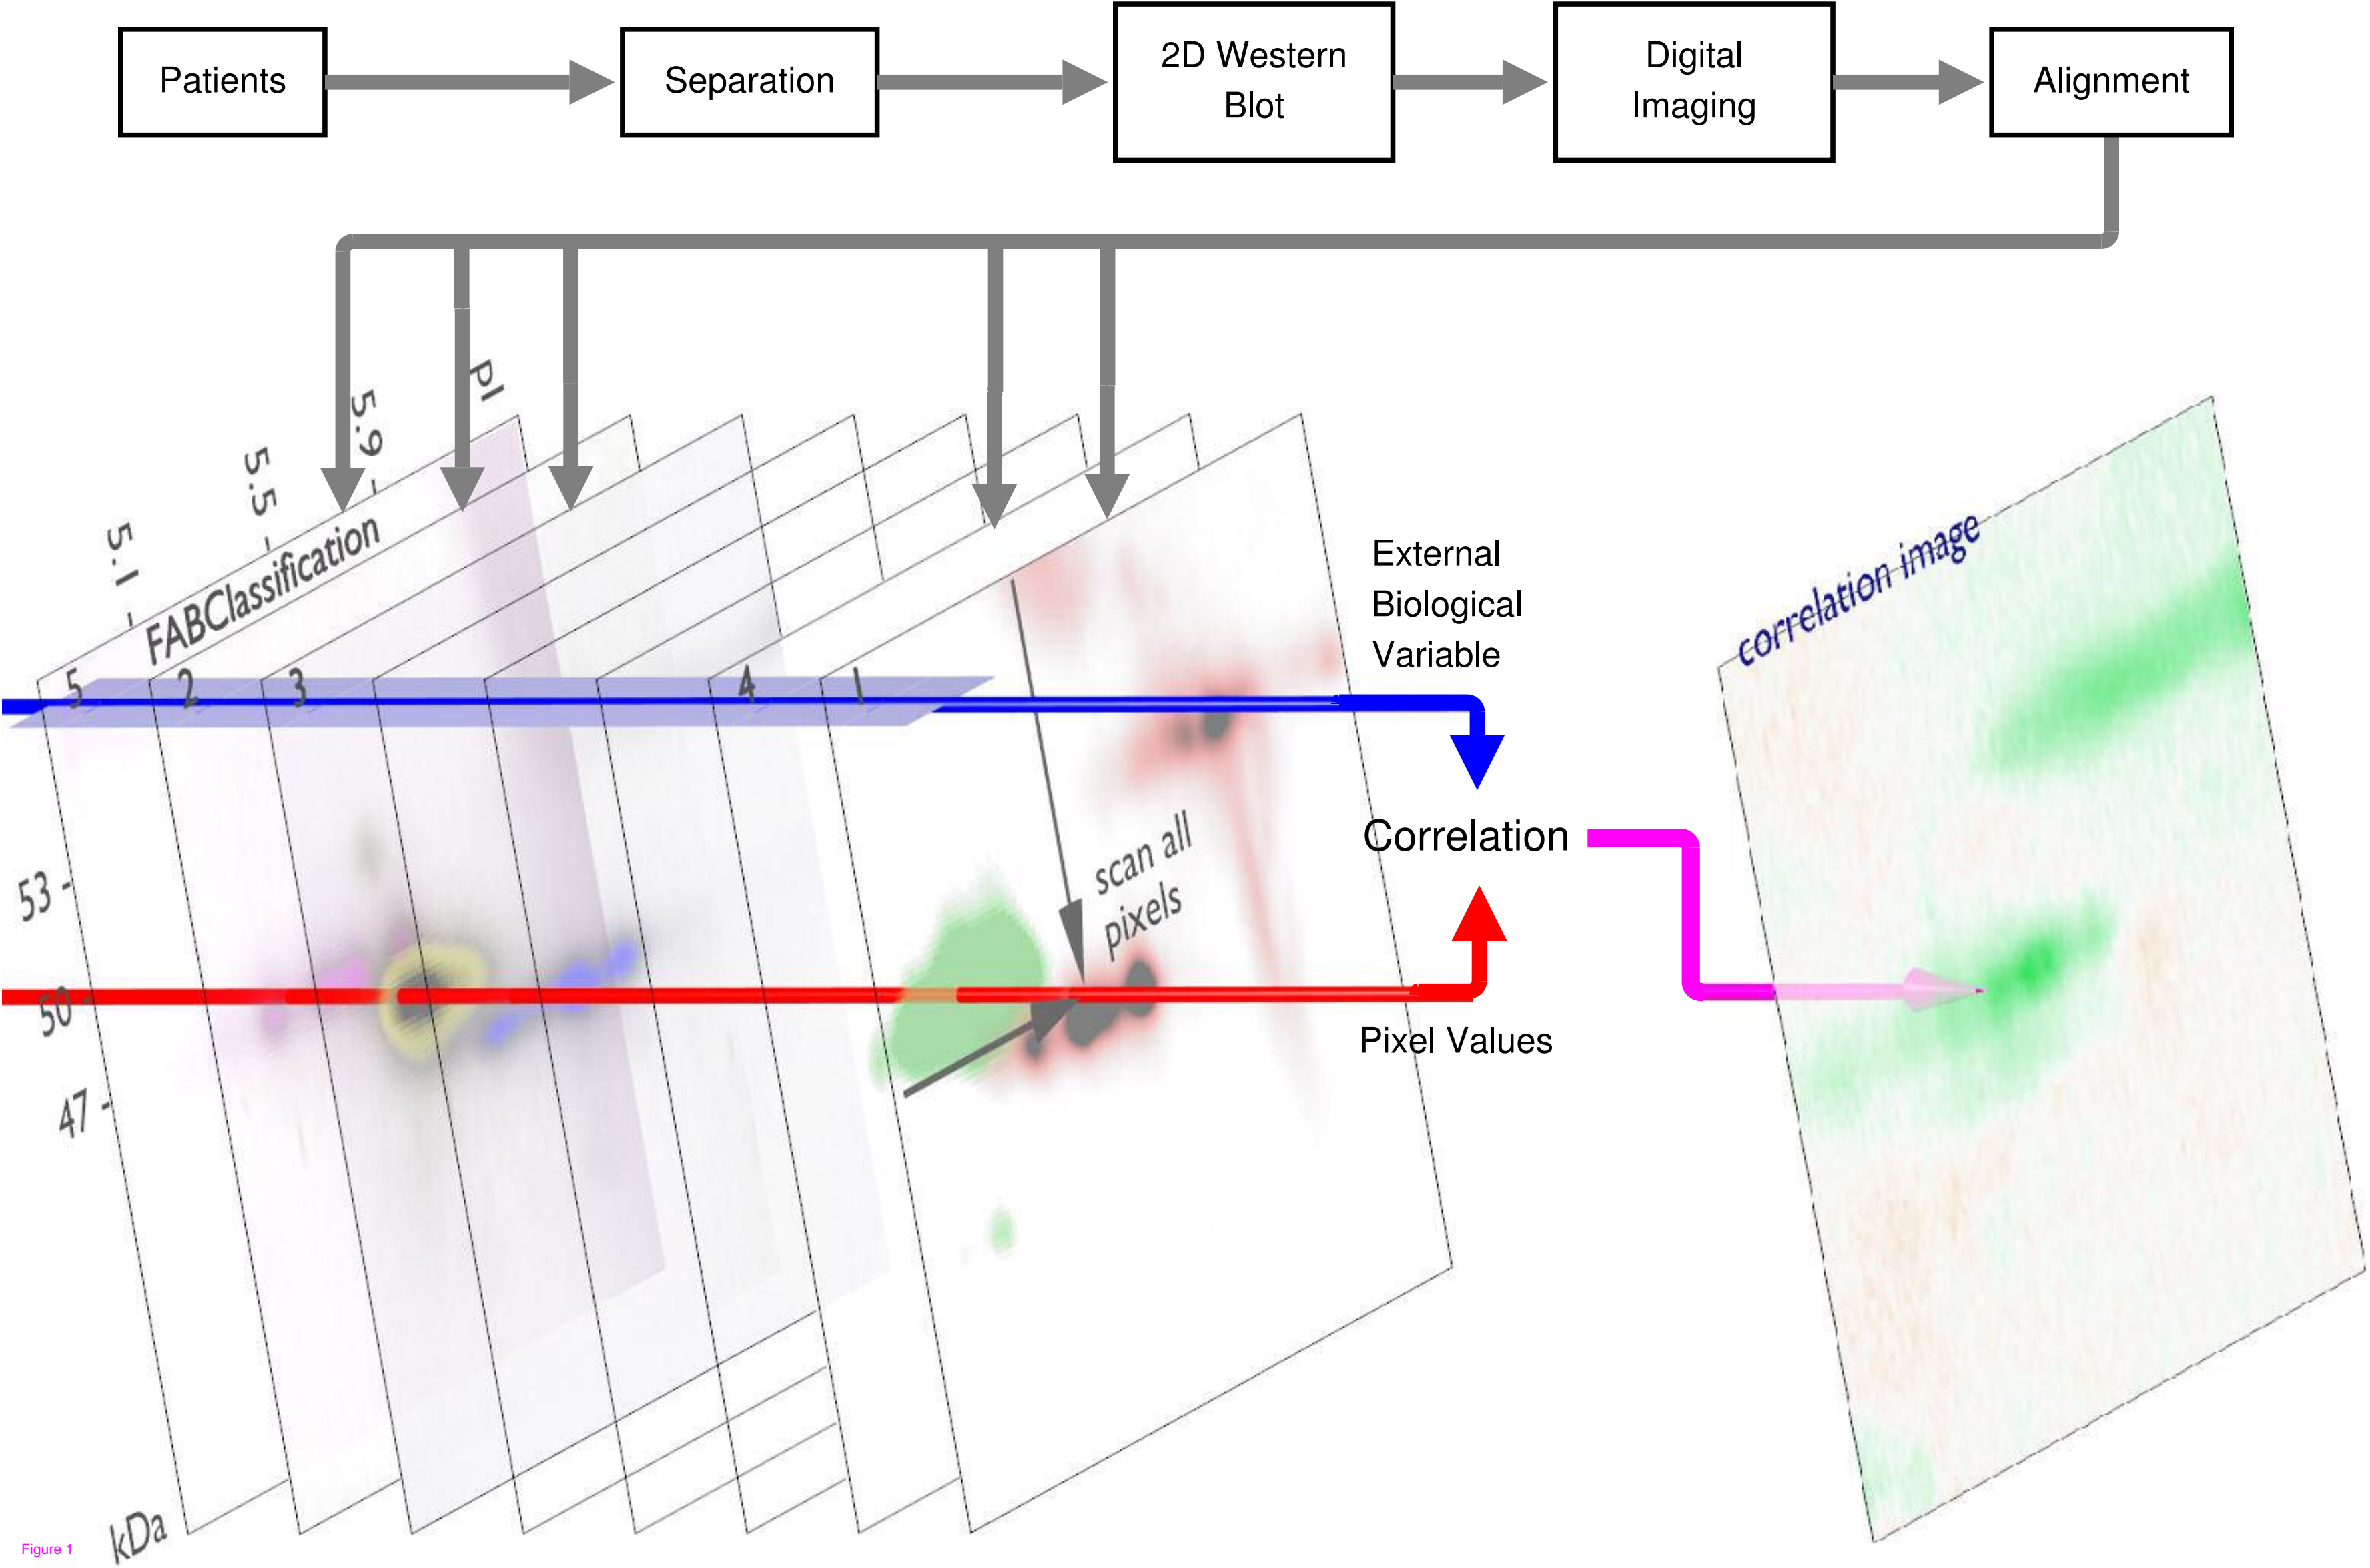 Patients
Separation
2D Western
Blot
Digital
Imaging
Alignment
pI
5.9 -
5.5 -
5.1 -
FABClassification
5
2
3
4
1
External
Biological
Variable
correlation image
scan all
pixels
Correlation
53 -
50 -
47 -
Pixel Values
kDa
Figure 1